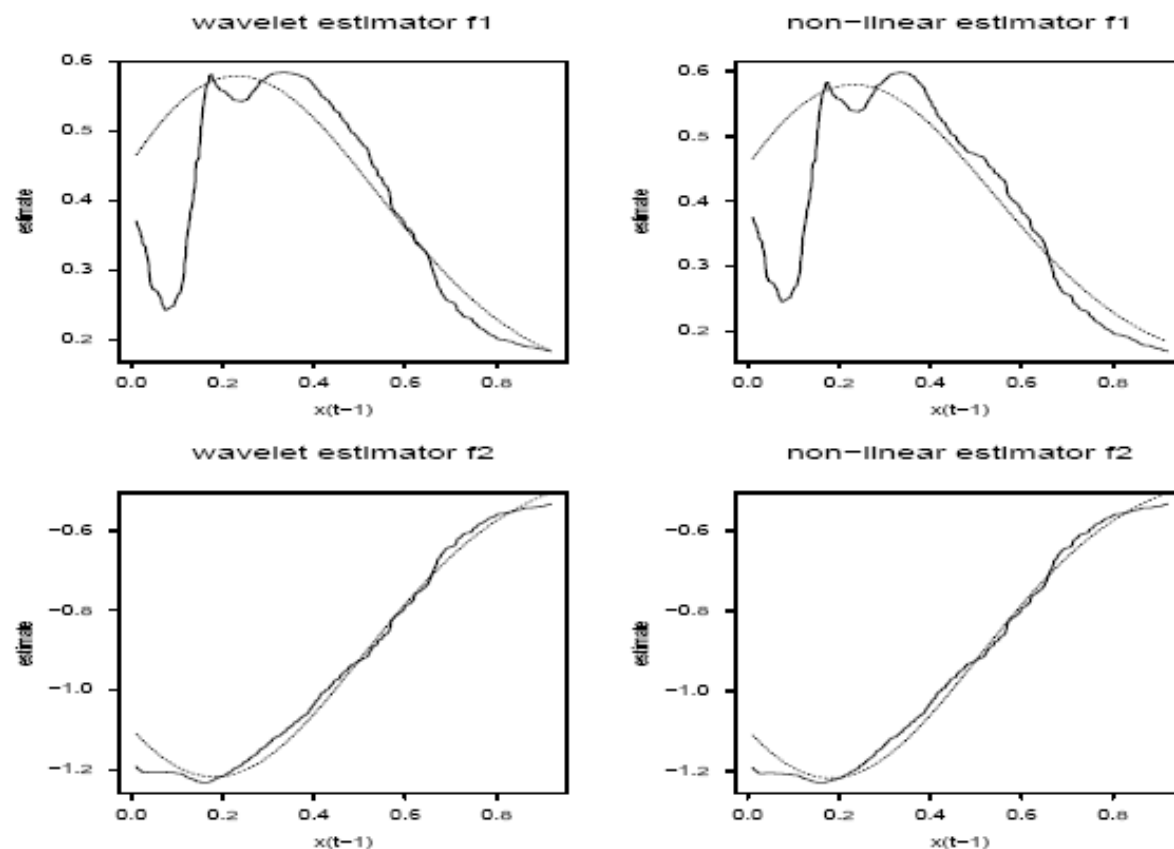 wavelet estimator f1
non-linear estimator f1
0.6
0.5
0.4
0.3
0.2
estimate
0.0 0.2 0.4 0.6 0.8
x(t-1)
0.6
0.5
0.4
0.3
0.2
estimate
0.0 0.2 0.4 0.6 0.8
x(t-1)
wavelet estimator f2
non-linear estimator f2
-0.6
-0.8
-1.0
-1.2
estimate
0.0 0.2 0.4 0.6 0.8
x(t-1)
-0.6
-0.8
-1.0
-1.2
estimate
0.0 0.2 0.4 0.6 0.8
x(t-1)